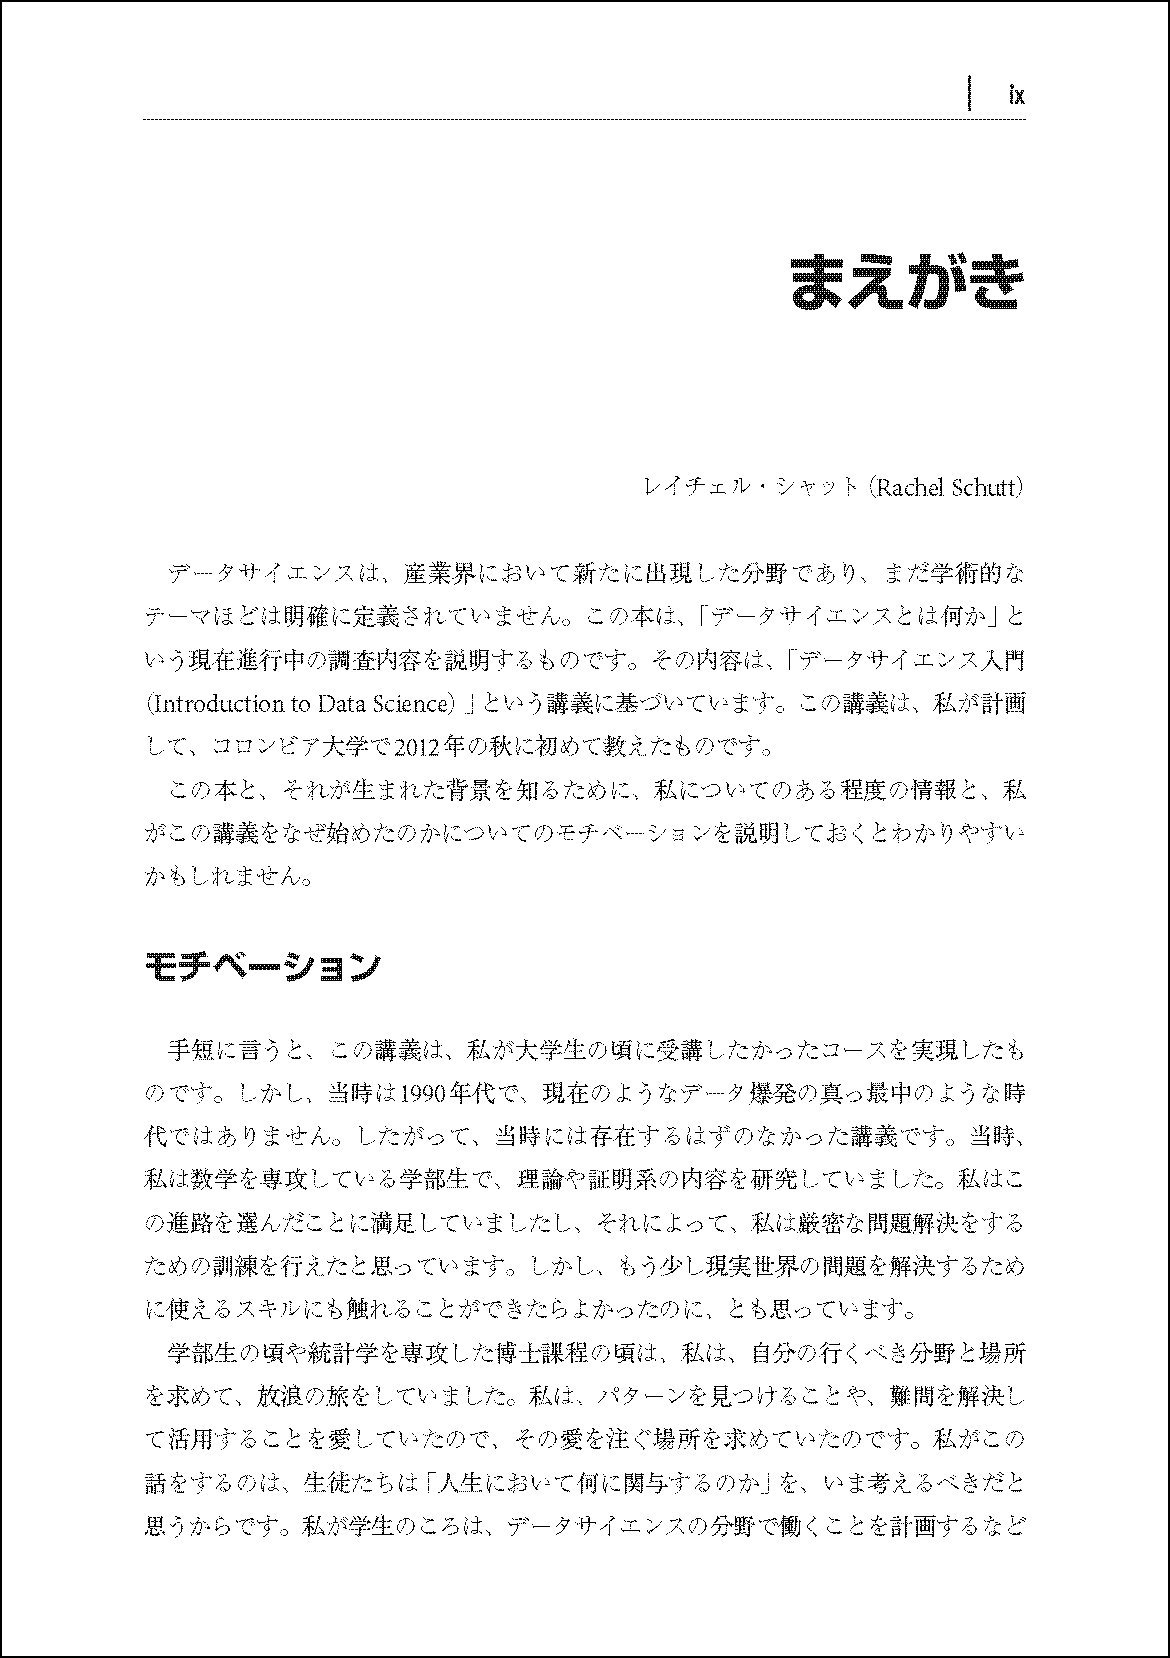 ix
まえがき
レイチェル・シャット（Rachel Schutt）
データサイエンスは、産業界において新たに出現した分野であり、まだ学術的な
テーマほどは明確に定義されていません。この本は、「データサイエンスとは何か」と
いう現在進行中の調査内容を説明するものです。その内容は、「データサイエンス入門
（Introduction to Data Science）」という講義に基づいています。この講義は、私が計画
して、コロンビア大学で2012年の秋に初めて教えたものです。
この本と、それが生まれた背景を知るために、私についてのある程度の情報と、私
がこの講義をなぜ始めたのかについてのモチベーションを説明しておくとわかりやすい
かもしれません。
モチベーション
手短に言うと、この講義は、私が大学生の頃に受講したかったコースを実現したも
のです。しかし、当時は1990年代で、現在のようなデータ爆発の真っ最中のような時
代ではありません。したがって、当時には存在するはずのなかった講義です。当時、
私は数学を専攻している学部生で、理論や証明系の内容を研究していました。私はこ
の進路を選んだことに満足していましたし、それによって、私は厳密な問題解決をする
ための訓練を行えたと思っています。しかし、もう少し現実世界の問題を解決するため
に使えるスキルにも触れることができたらよかったのに、とも思っています。
学部生の頃や統計学を専攻した博士課程の頃は、私は、自分の行くべき分野と場所
を求めて、放浪の旅をしていました。私は、パターンを見つけることや、難問を解決し
て活用することを愛していたので、その愛を注ぐ場所を求めていたのです。私がこの
話をするのは、生徒たちは「人生において何に関与するのか」を、いま考えるべきだと
思うからです。私が学生のころは、データサイエンスの分野で働くことを計画するなど